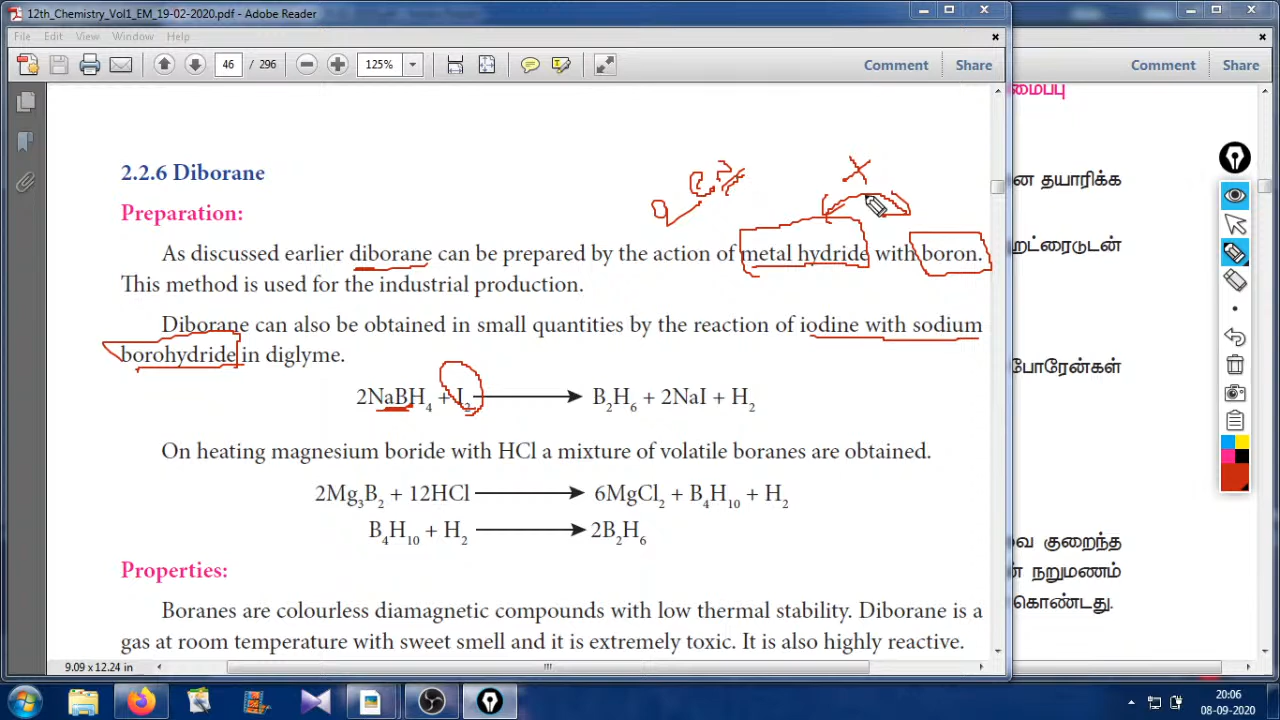 12th_Chemistry_Vol1_EM_19-02-2020.pdf - Adobe Reader
File Edit View Window Help
46 / 296 125% Comment Share
Comment Share
2.2.6 Diborane
Preparation:
As discussed earlier diborane can be prepared by the action of metal hydride with boron.
This method is used for the industrial production.
Diborane can also be obtained in small quantities by the reaction of iodine with sodium
borohydride in diglyme.
2NaBH₄ + I₂ ⟶ B₂H₆ + 2NaI + H₂
On heating magnesium boride with HCl a mixture of volatile boranes are obtained.
2Mg₃B₂ + 12HCl ⟶ 6MgCl₂ + B₄H₁₀ + H₂
B₄H₁₀ + H₂ ⟶ 2B₂H₆
Properties:
Boranes are colourless diamagnetic compounds with low thermal stability. Diborane is a
gas at room temperature with sweet smell and it is extremely toxic. It is also highly reactive.
9.09 x 12.24 in
x
தயாரிக்க
போரேன்கள்
குறைந்த
நறுமணம்
கொண்டது.
20:06
08-09-2020